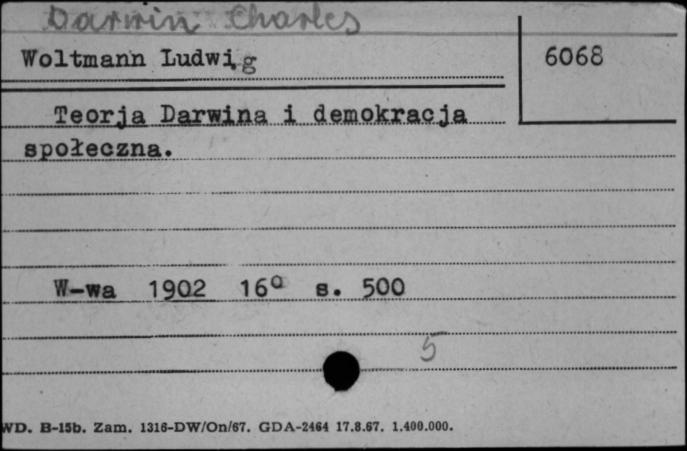 Darwin Charles
Woltmann Ludwig
6068
Teorja Darwina i demokracja
społeczna.
W-wa 1902 16° s. 500
5
WD. B-15b. Zam. 1316-DW/On/67. GDA-2464 17.8.67. 1.400.000.